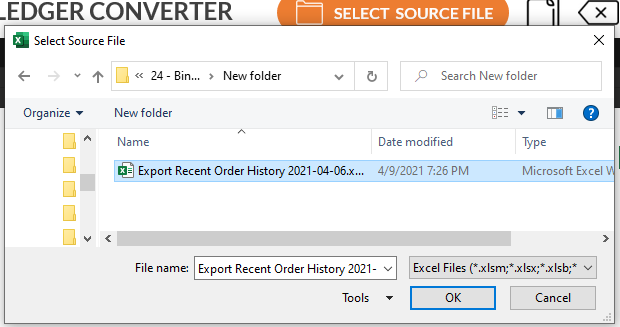 LEDGER CONVERTER
SELECT SOURCE FILE
Select Source File
24 - Bin... New folder
Search New folder
Organize New folder
Name Date modified Type
Export Recent Order History 2021-04-06.x... 4/9/2021 7:26 PM Microsoft Excel W
File name: Export Recent Order History 2021- Excel Files (*.xlsm;*.xlsx;*.xlsb;*
Tools OK Cancel